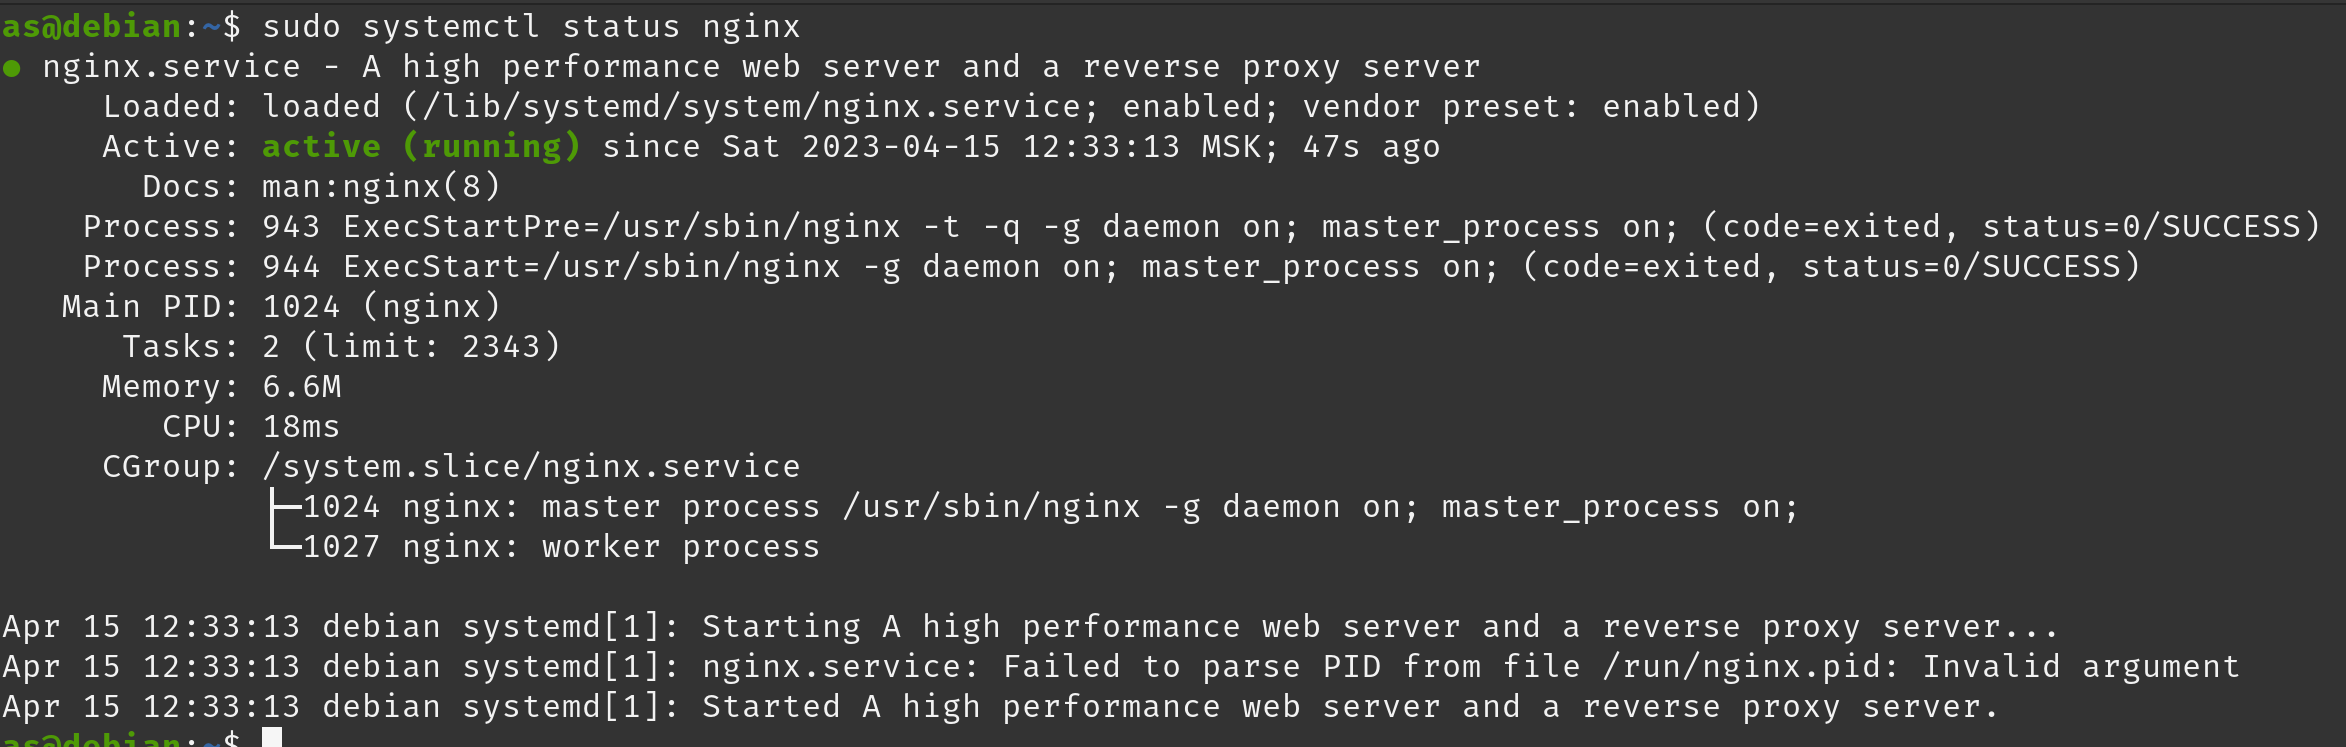 as@debian:~$ sudo systemctl status nginx
● nginx.service - A high performance web server and a reverse proxy server
     Loaded: loaded (/lib/systemd/system/nginx.service; enabled; vendor preset: enabled)
     Active: active (running) since Sat 2023-04-15 12:33:13 MSK; 47s ago
       Docs: man:nginx(8)
    Process: 943 ExecStartPre=/usr/sbin/nginx -t -q -g daemon on; master_process on; (code=exited, status=0/SUCCESS)
    Process: 944 ExecStart=/usr/sbin/nginx -g daemon on; master_process on; (code=exited, status=0/SUCCESS)
   Main PID: 1024 (nginx)
      Tasks: 2 (limit: 2343)
     Memory: 6.6M
        CPU: 18ms
     CGroup: /system.slice/nginx.service
             ├─1024 nginx: master process /usr/sbin/nginx -g daemon on; master_process on;
             └─1027 nginx: worker process

Apr 15 12:33:13 debian systemd[1]: Starting A high performance web server and a reverse proxy server...
Apr 15 12:33:13 debian systemd[1]: nginx.service: Failed to parse PID from file /run/nginx.pid: Invalid argument
Apr 15 12:33:13 debian systemd[1]: Started A high performance web server and a reverse proxy server.
as@debian:~$